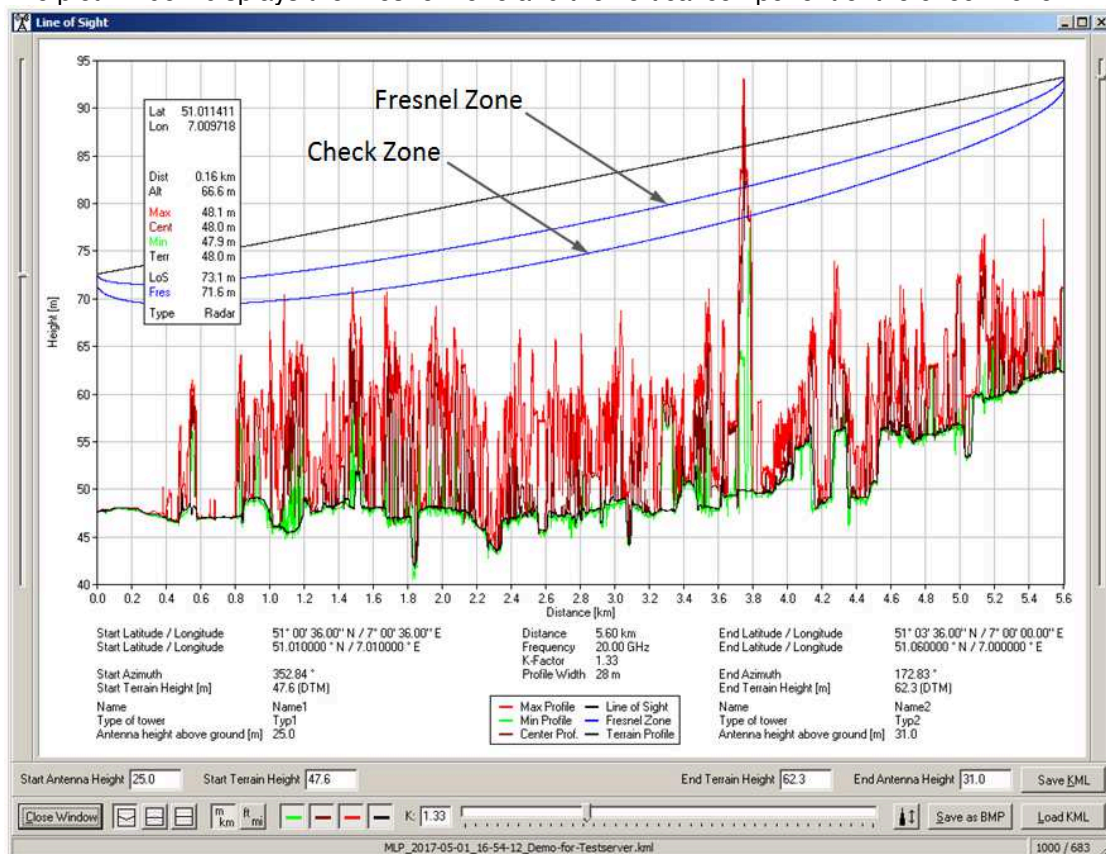 Line of Sight
Height [m]
95
90
85
80
75
70
65
60
55
50
45
40
Lat 51.011411
Lon 7.009718
Dist 0.16 km
Alt 66.6 m
Max 48.1 m
Cent 48.0 m
Min 47.9 m
Terr 48.0 m
LoS 73.1 m
Fres 71.6 m
Type Radar
Fresnel Zone
Check Zone
0.0 0.2 0.4 0.6 0.8 1.0 1.2 1.4 1.6 1.8 2.0 2.2 2.4 2.6 2.8 3.0 3.2 3.4 3.6 3.8 4.0 4.2 4.4 4.6 4.8 5.0 5.2 5.4 5.6
Distance [km]
Start Latitude / Longitude 51° 00' 36.00'' N / 7° 00' 36.00'' E
Start Latitude / Longitude 51.010000 ° N / 7.010000 ° E
Start Azimuth 352.84 °
Start Terrain Height [m] 47.6 (DTM)
Name Name1
Type of tower Typ1
Antenna height above ground [m] 25.0
Distance 5.60 km
Frequency 20.00 GHz
K-Factor 1.33
Profile Width 28 m
Max Profile Line of Sight
Min Profile Fresnel Zone
Center Prof. Terrain Profile
End Latitude / Longitude 51° 03' 36.00'' N / 7° 00' 00.00'' E
End Latitude / Longitude 51.060000 ° N / 7.000000 ° E
End Azimuth 172.83 °
End Terrain Height [m] 62.3 (DTM)
Name Name2
Type of tower Typ2
Antenna height above ground [m] 31.0
Start Antenna Height 25.0 Start Terrain Height 47.6 End Terrain Height 62.3 End Antenna Height 31.0 Save KML
Close Window m km ft mi K: 1.33 Save as BMP Load KML
MLP_2017-05-01_16-54-12_Demo-for-Testserver.kml 1000 / 683